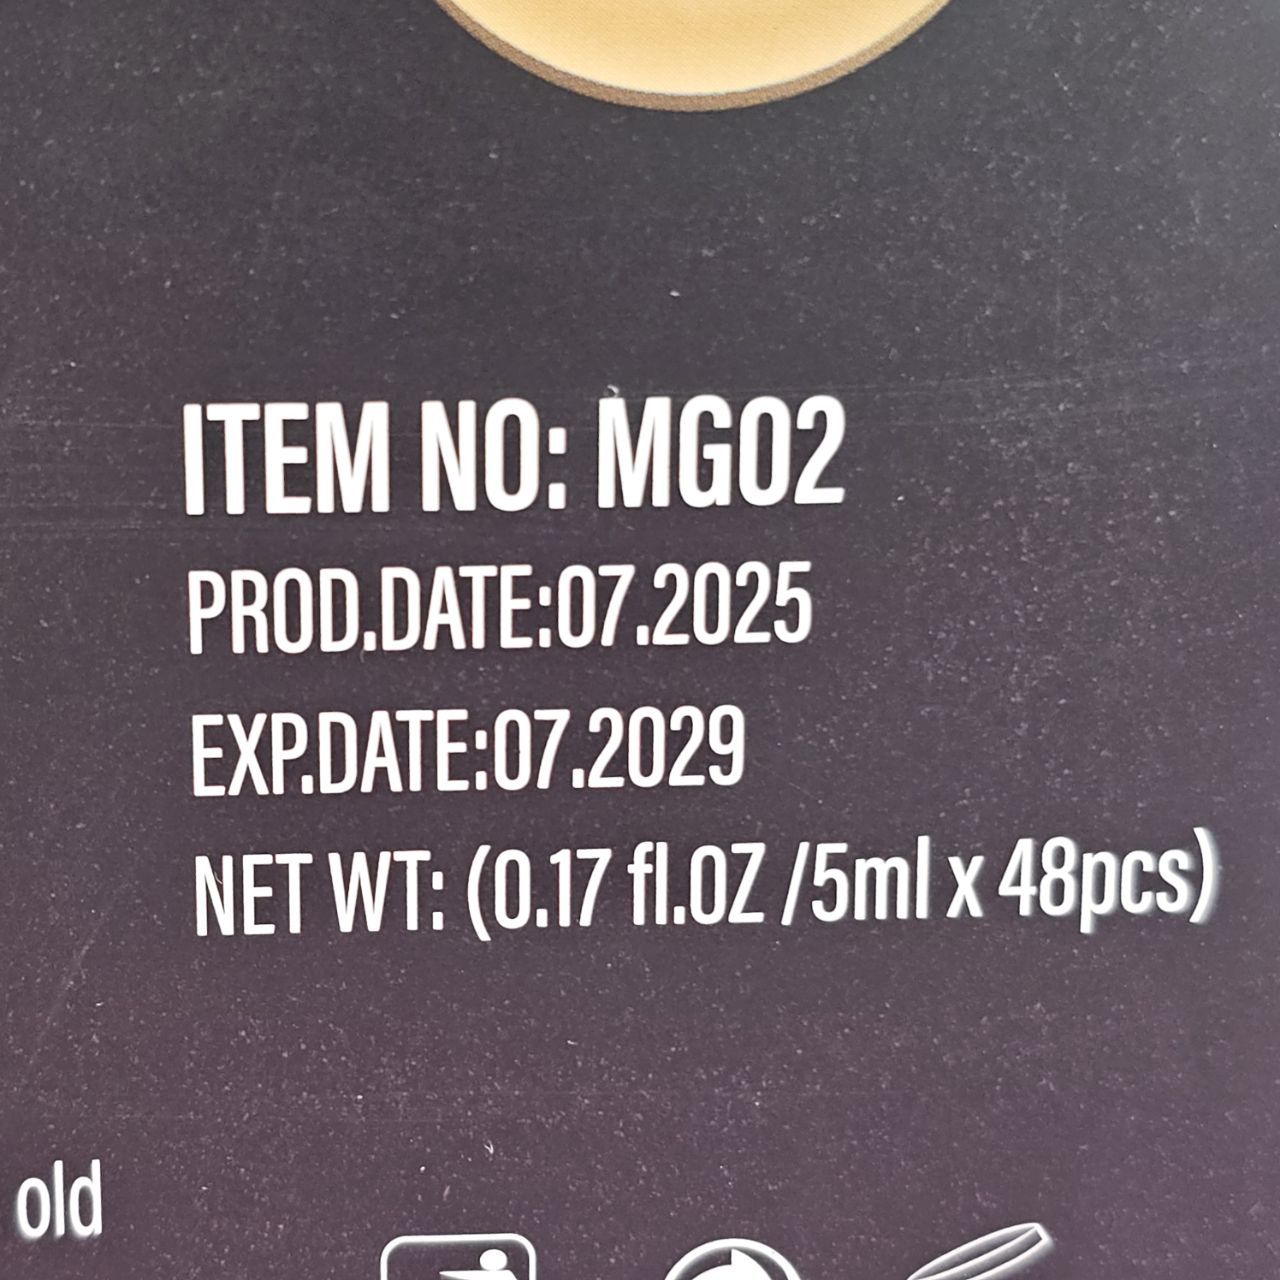 ITEM NO: MG02
PROD.DATE:07.2025
EXP.DATE:07.2029
NET WT: (0.17 fl.OZ /5ml x 48pcs)
old